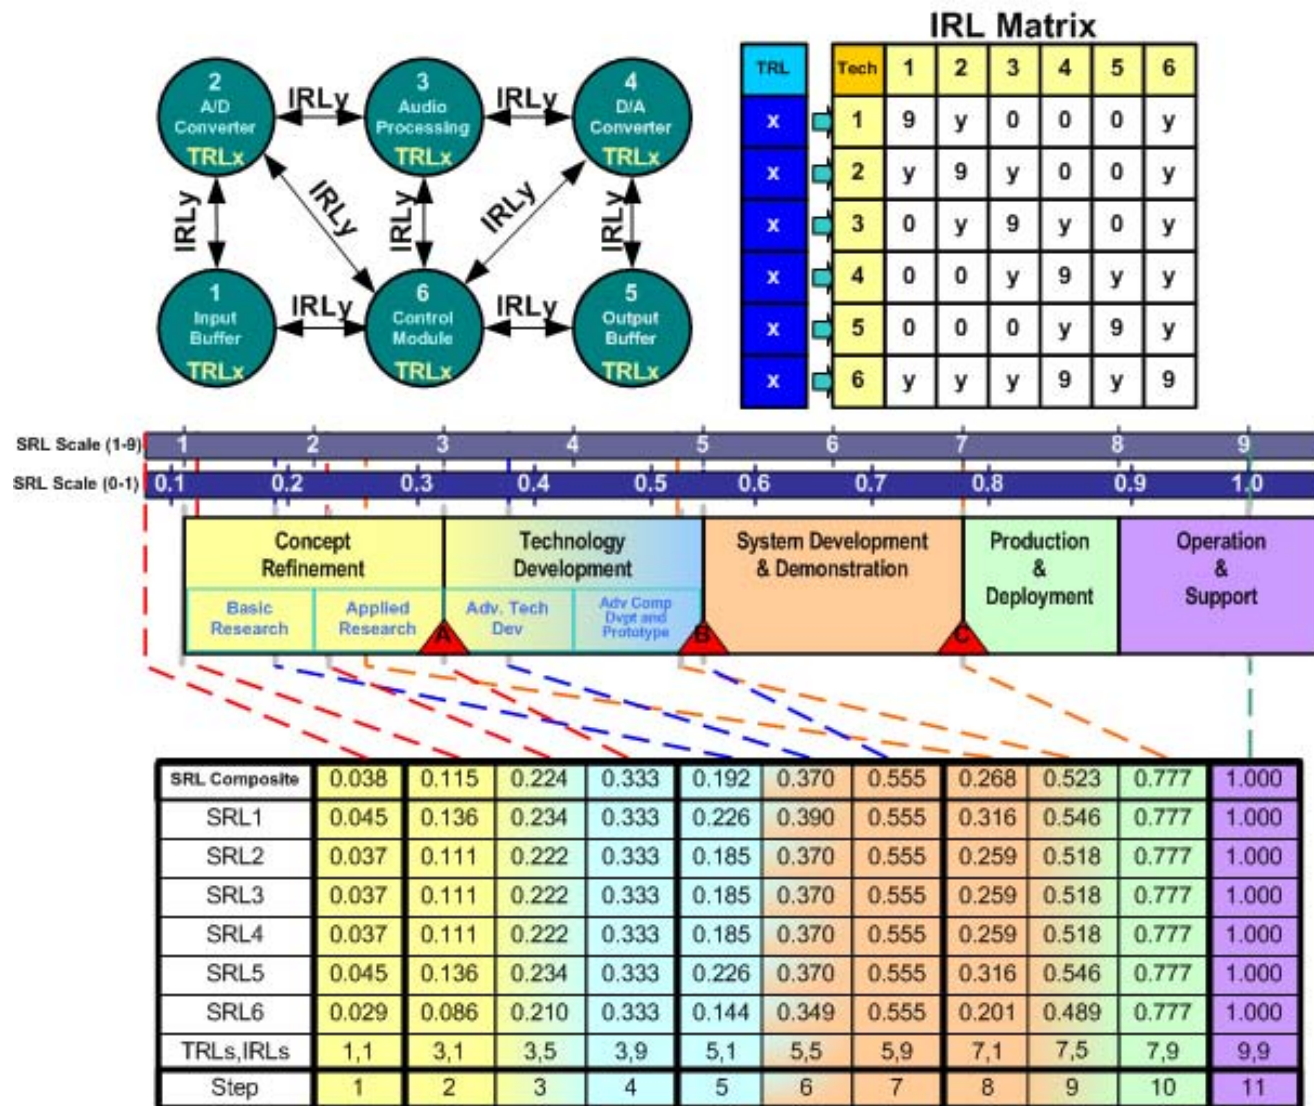 IRL Matrix
2
A/D
Converter
TRLx
IRLy
3
Audio
Processing
TRLx
IRLy
4
D/A
Converter
TRLx
IRLy
IRLy
IRLy
IRLy
IRLy
1
Input
Buffer
TRLx
IRLy
6
Control
Module
TRLx
IRLy
5
Output
Buffer
TRLx
TRL Tech 1 2 3 4 5 6
x 1 9 y 0 0 0 y
x 2 y 9 y 0 0 y
x 3 0 y 9 y 0 y
x 4 0 0 y 9 y y
x 5 0 0 0 y 9 y
x 6 y y y 9 y 9
SRL Scale (1-9) 1 2 3 4 5 6 7 8 9
SRL Scale (0-1) 0.1 0.2 0.3 0.4 0.5 0.6 0.7 0.8 0.9 1.0
Concept
Refinement
Basic
Research
Applied
Research
A
Technology
Development
Adv. Tech
Dev
Adv Comp
Dvpt and
Prototype
B
System Development
& Demonstration
C
Production
&
Deployment
Operation
&
Support
SRL Composite 0.038 0.115 0.224 0.333 0.192 0.370 0.555 0.268 0.523 0.777 1.000
SRL1 0.045 0.136 0.234 0.333 0.226 0.390 0.555 0.316 0.546 0.777 1.000
SRL2 0.037 0.111 0.222 0.333 0.185 0.370 0.555 0.259 0.518 0.777 1.000
SRL3 0.037 0.111 0.222 0.333 0.185 0.370 0.555 0.259 0.518 0.777 1.000
SRL4 0.037 0.111 0.222 0.333 0.185 0.370 0.555 0.259 0.518 0.777 1.000
SRL5 0.045 0.136 0.234 0.333 0.226 0.370 0.555 0.316 0.546 0.777 1.000
SRL6 0.029 0.086 0.210 0.333 0.144 0.349 0.555 0.201 0.489 0.777 1.000
TRLs,IRLs 1,1 3,1 3,5 3,9 5,1 5,5 5,9 7,1 7,5 7,9 9,9
Step 1 2 3 4 5 6 7 8 9 10 11